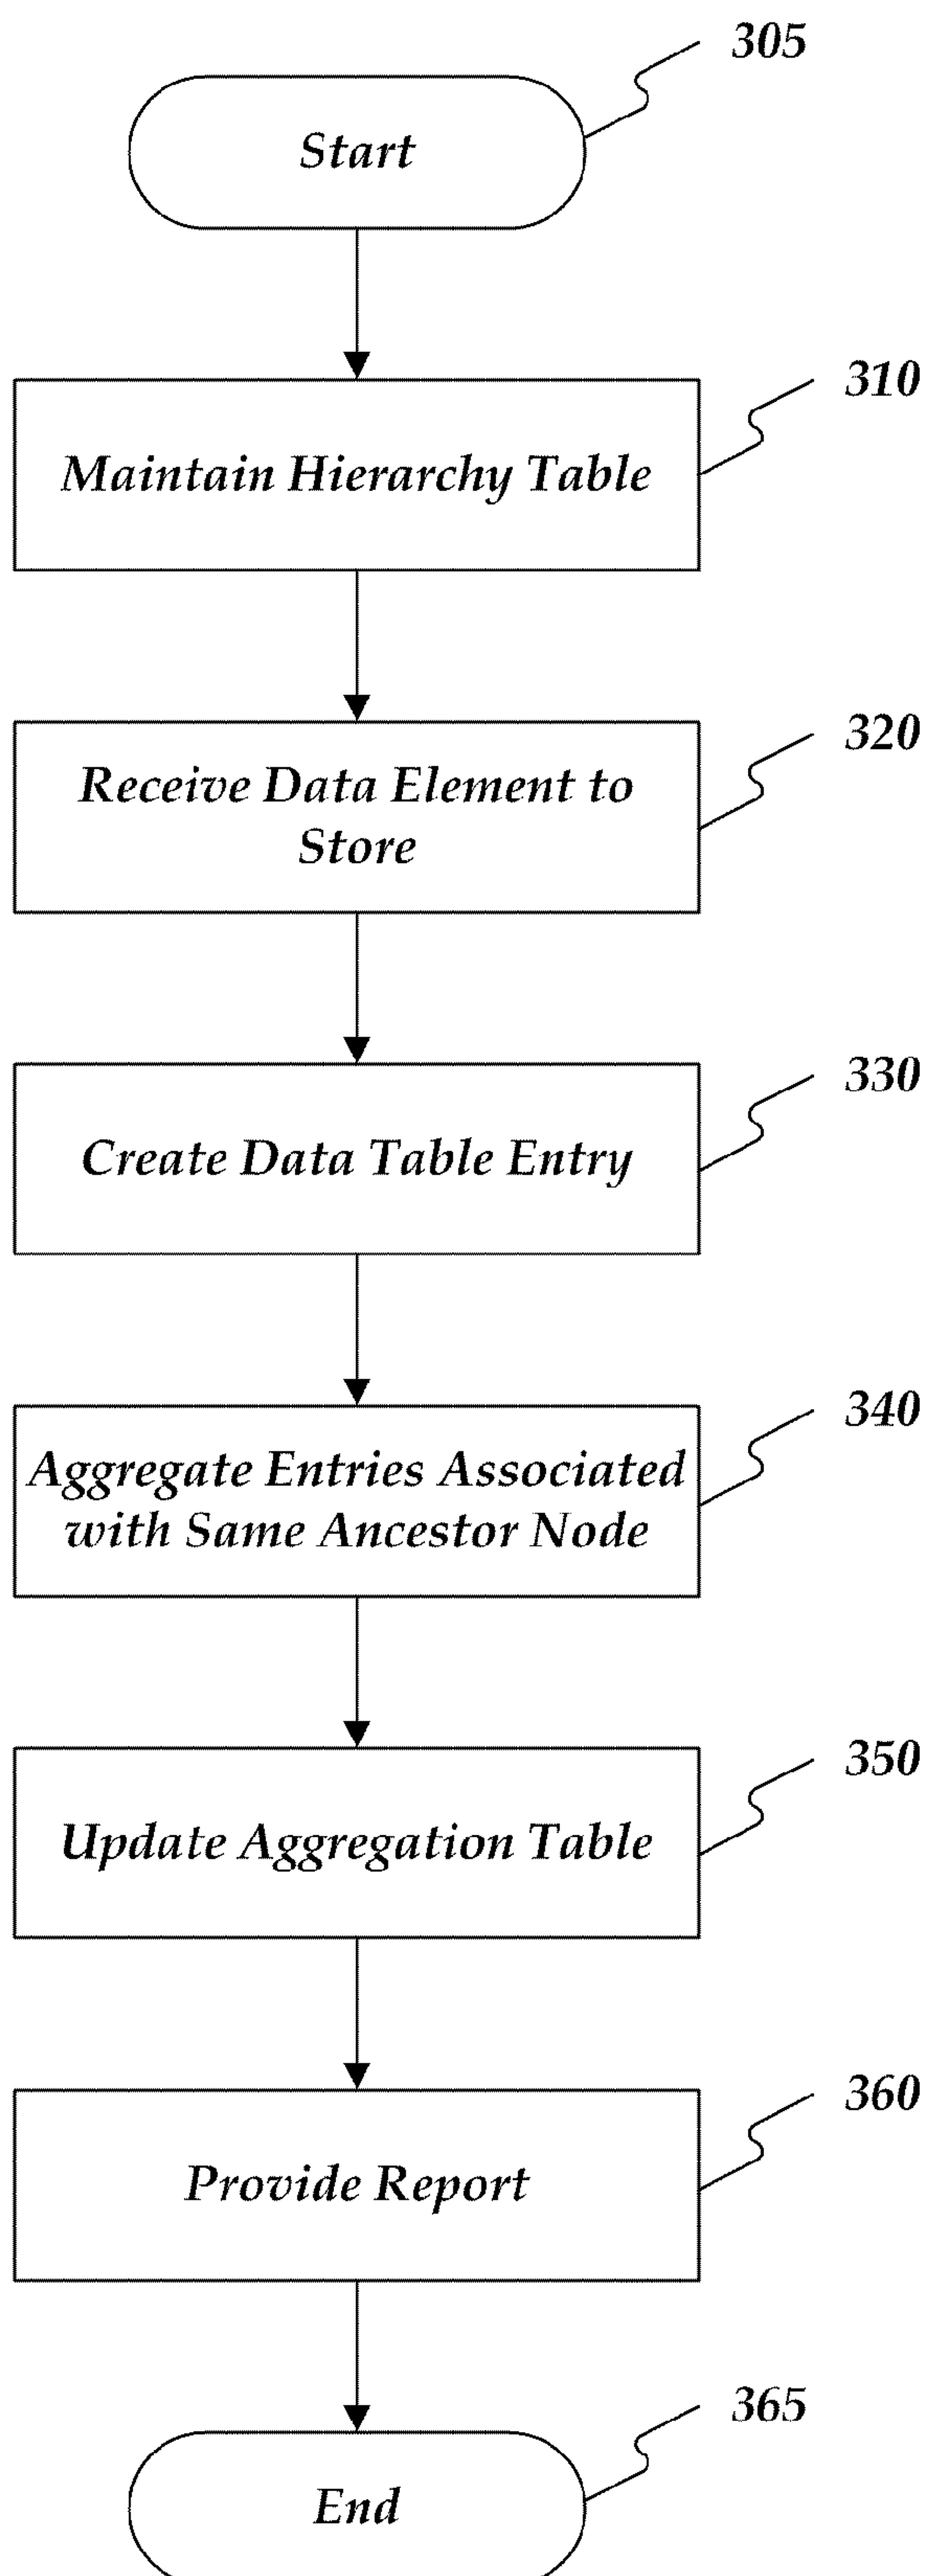 305
Start
310
Maintain Hierarchy Table
320
Receive Data Element to
Store
330
Create Data Table Entry
340
Aggregate Entries Associated
with Same Ancestor Node
350
Update Aggregation Table
360
Provide Report
365
End